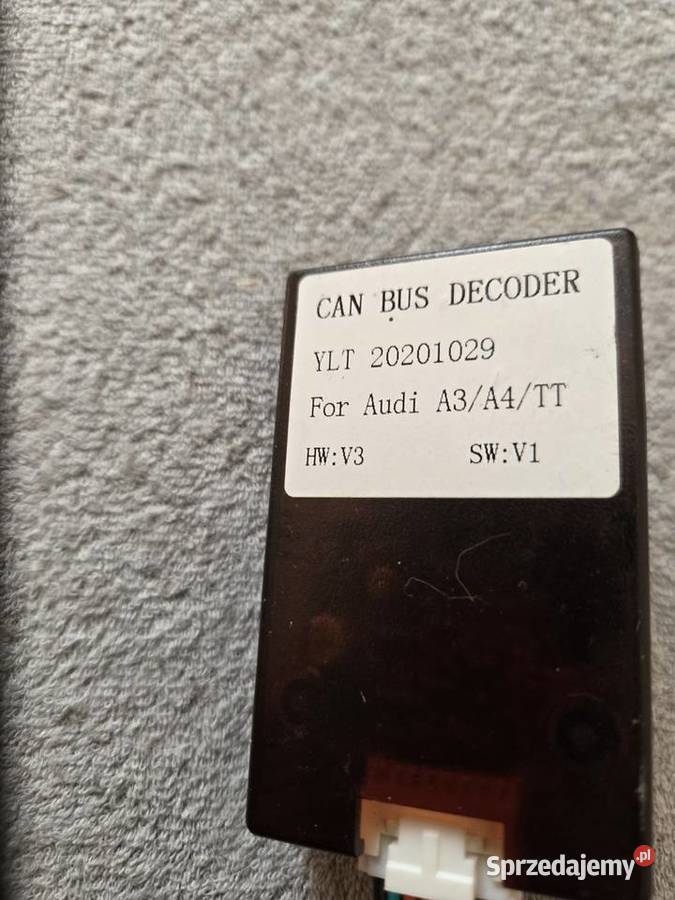 CAN BUS DECODER
YLT 20201029
For Audi A3/A4/TT
HW:V3 SW:V1
Sprzedajemy.pl